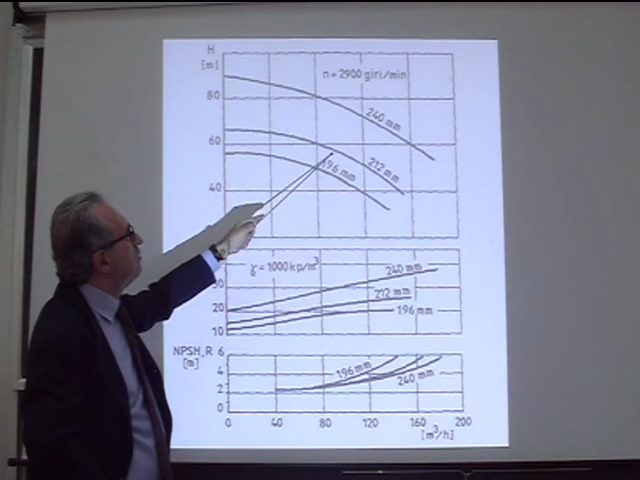 H
[m]
n = 2900 giri/min
80
240 mm
60
212 mm
196 mm
40
γ = 1000 kp/m³
240 mm
30
212 mm
20
196 mm
10
NPSH,R 6
[m]
196 mm
4
240 mm
2
0
0 40 80 120 160 200
[m³/h]